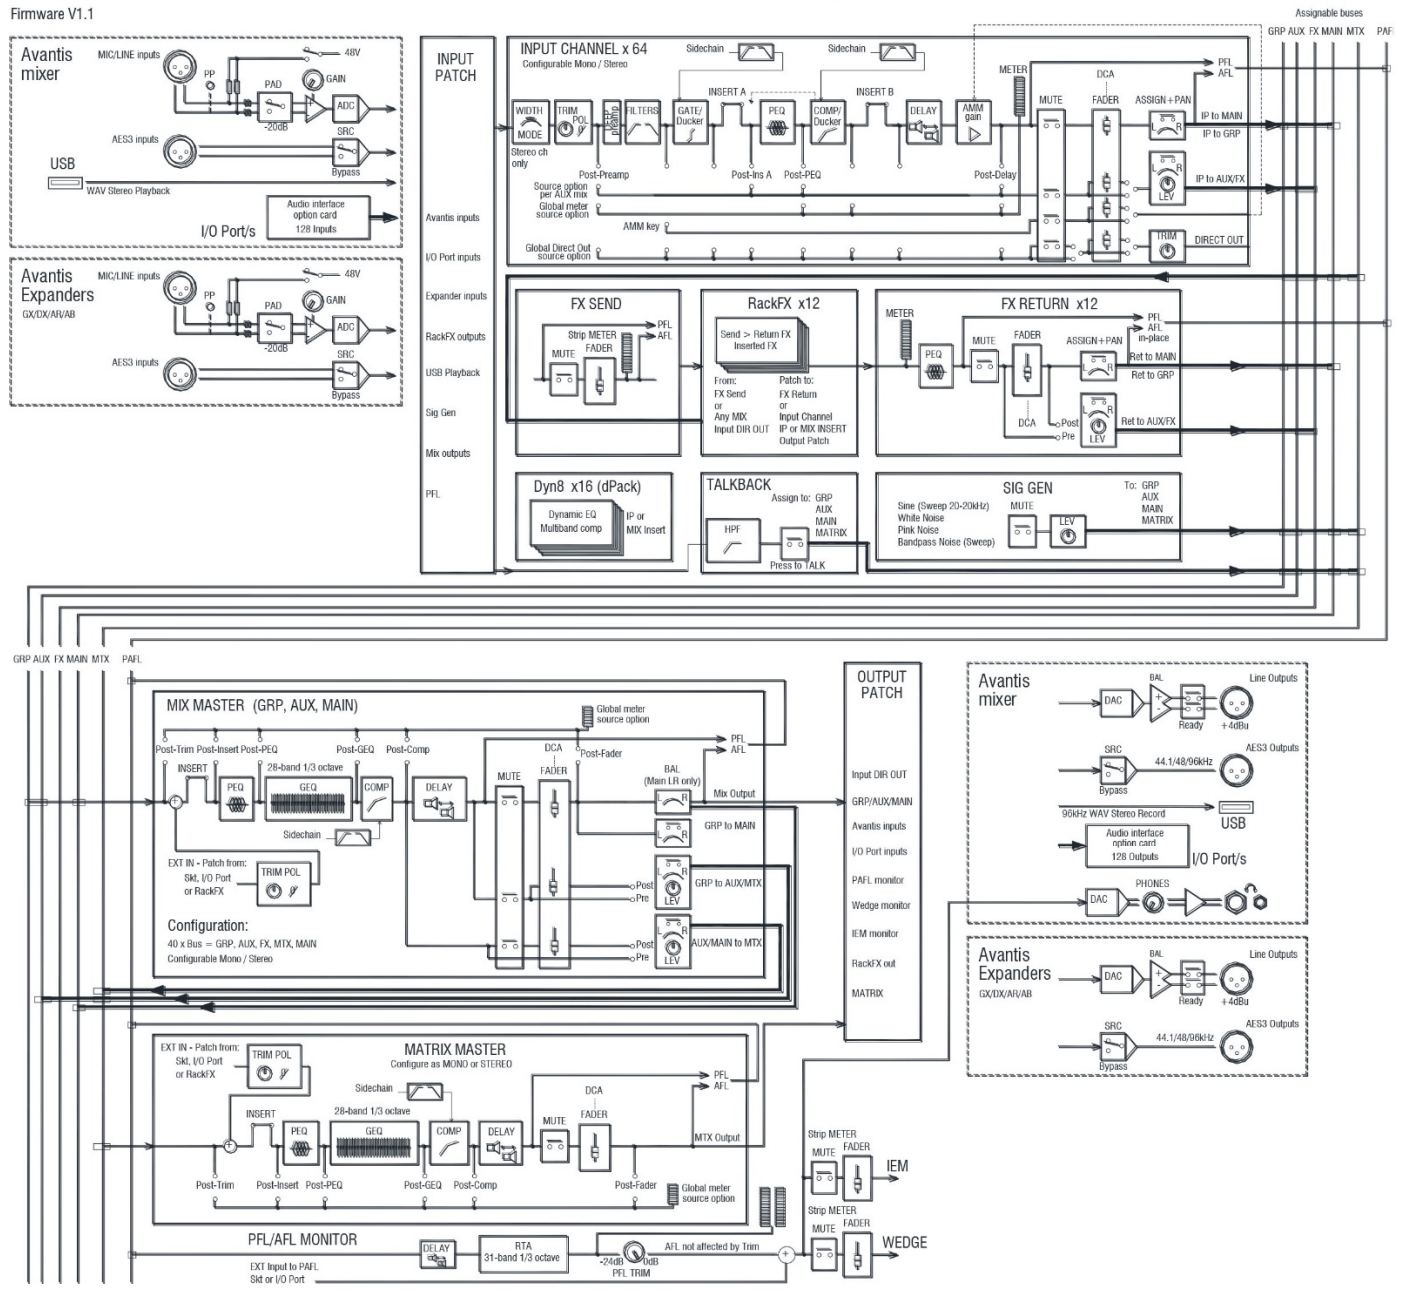 Firmware V1.1
Assignable buses
GRP AUX FX MAIN MTX PAF
Avantis
mixer
MIC/LINE inputs
PP
48V
GAIN
PAD
-20dB
ADC
AES3 inputs
SRC
Bypass
USB
WAV Stereo Playback
Audio interface
option card
128 Inputs
I/O Port/s
Avantis
Expanders
GX/DX/AR/AB
MIC/LINE inputs
PP
48V
GAIN
PAD
-20dB
ADC
AES3 inputs
SRC
Bypass
INPUT
PATCH
Avantis inputs
I/O Port inputs
Expander inputs
RackFX outputs
USB Playback
Sig Gen
Mix outputs
PFL
INPUT CHANNEL x 64
Configurable Mono / Stereo
Sidechain
Sidechain
METER
PFL
AFL
DCA
INSERT A
INSERT B
MUTE
FADER
ASSIGN+PAN
WIDTH
MODE
Stereo ch
only
TRIM
POL
preamp
FILTERS
GATE/
Ducker
PEQ
COMP/
Ducker
DELAY
AMM
gain
L R
IP to MAIN
IP to GRP
Post-Preamp
Post-Ins A
Post-PEQ
Post-Delay
Source option
per AUX mix
Global meter
source option
AMM key
Global Direct Out
source option
L R
LEV
IP to AUX/FX
TRIM
DIRECT OUT
FX SEND
Strip METER
FADER
MUTE
PFL
AFL
RackFX x12
Send > Return FX
Inserted FX
From:
FX Send
or
Any MIX
Input DIR OUT
Patch to:
FX Return
or
Input Channel
IP or MIX INSERT
Output Patch
FX RETURN x12
METER
PEQ
MUTE
FADER
DCA
PFL
AFL
in-place
ASSIGN+PAN
L R
Ret to MAIN
Ret to GRP
L R
LEV
Post
Pre
Ret to AUX/FX
Dyn8 x16 (dPack)
Dynamic EQ
Multiband comp
IP or
MIX Insert
TALKBACK
Assign to: GRP
AUX
MAIN
MATRIX
HPF
Press to TALK
SIG GEN
Sine (Sweep 20-20kHz)
White Noise
Pink Noise
Bandpass Noise (Sweep)
MUTE
LEV
To: GRP
AUX
MAIN
MATRIX
GRP AUX FX MAIN MTX PAFL
MIX MASTER (GRP, AUX, MAIN)
Global meter
source option
Post-Trim Post-Insert Post-PEQ
Post-GEQ Post-Comp
Post-Fader
INSERT
28-band 1/3 octave
PEQ
GEQ
COMP
DELAY
Sidechain
MUTE
DCA
FADER
PFL
AFL
BAL
(Main LR only)
L R
Mix Output
L R
GRP to MAIN
L R
LEV
Post
Pre
GRP to AUX/MTX
L R
LEV
Post
Pre
AUX/MAIN to MTX
EXT IN - Patch from:
Skt, I/O Port
or RackFX
TRIM POL
Configuration:
40 x Bus = GRP, AUX, FX, MTX, MAIN
Configurable Mono / Stereo
OUTPUT
PATCH
Input DIR OUT
GRP/AUX/MAIN
Avantis inputs
I/O Port inputs
PAFL monitor
Wedge monitor
IEM monitor
RackFX out
MATRIX
Avantis
mixer
DAC
BAL
Ready
Line Outputs
+4dBu
SRC
Bypass
44.1/48/96kHz
AES3 Outputs
96kHz WAV Stereo Record
USB
Audio interface
option card
128 Outputs
I/O Port/s
DAC
PHONES
Avantis
Expanders
GX/DX/AR/AB
DAC
BAL
Ready
Line Outputs
+4dBu
SRC
Bypass
44.1/48/96kHz
AES3 Outputs
EXT IN - Patch from:
Skt, I/O Port
or RackFX
TRIM POL
MATRIX MASTER
Configure as MONO or STEREO
Sidechain
28-band 1/3 octave
INSERT
PEQ
GEQ
COMP
DELAY
MUTE
DCA
FADER
PFL
AFL
MTX Output
Post-Trim
Post-Insert Post-PEQ
Post-GEQ Post-Comp
Post-Fader
Global meter
source option
Strip METER
MUTE FADER
IEM
Strip METER
MUTE FADER
WEDGE
PFL/AFL MONITOR
DELAY
RTA
31-band 1/3 octave
-24dB 0dB
PFL TRIM
AFL not affected by Trim
EXT Input to PAFL
Skt or I/O Port